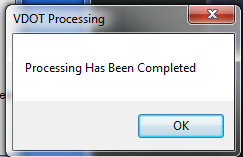 VDOT Processing
Processing Has Been Completed
OK